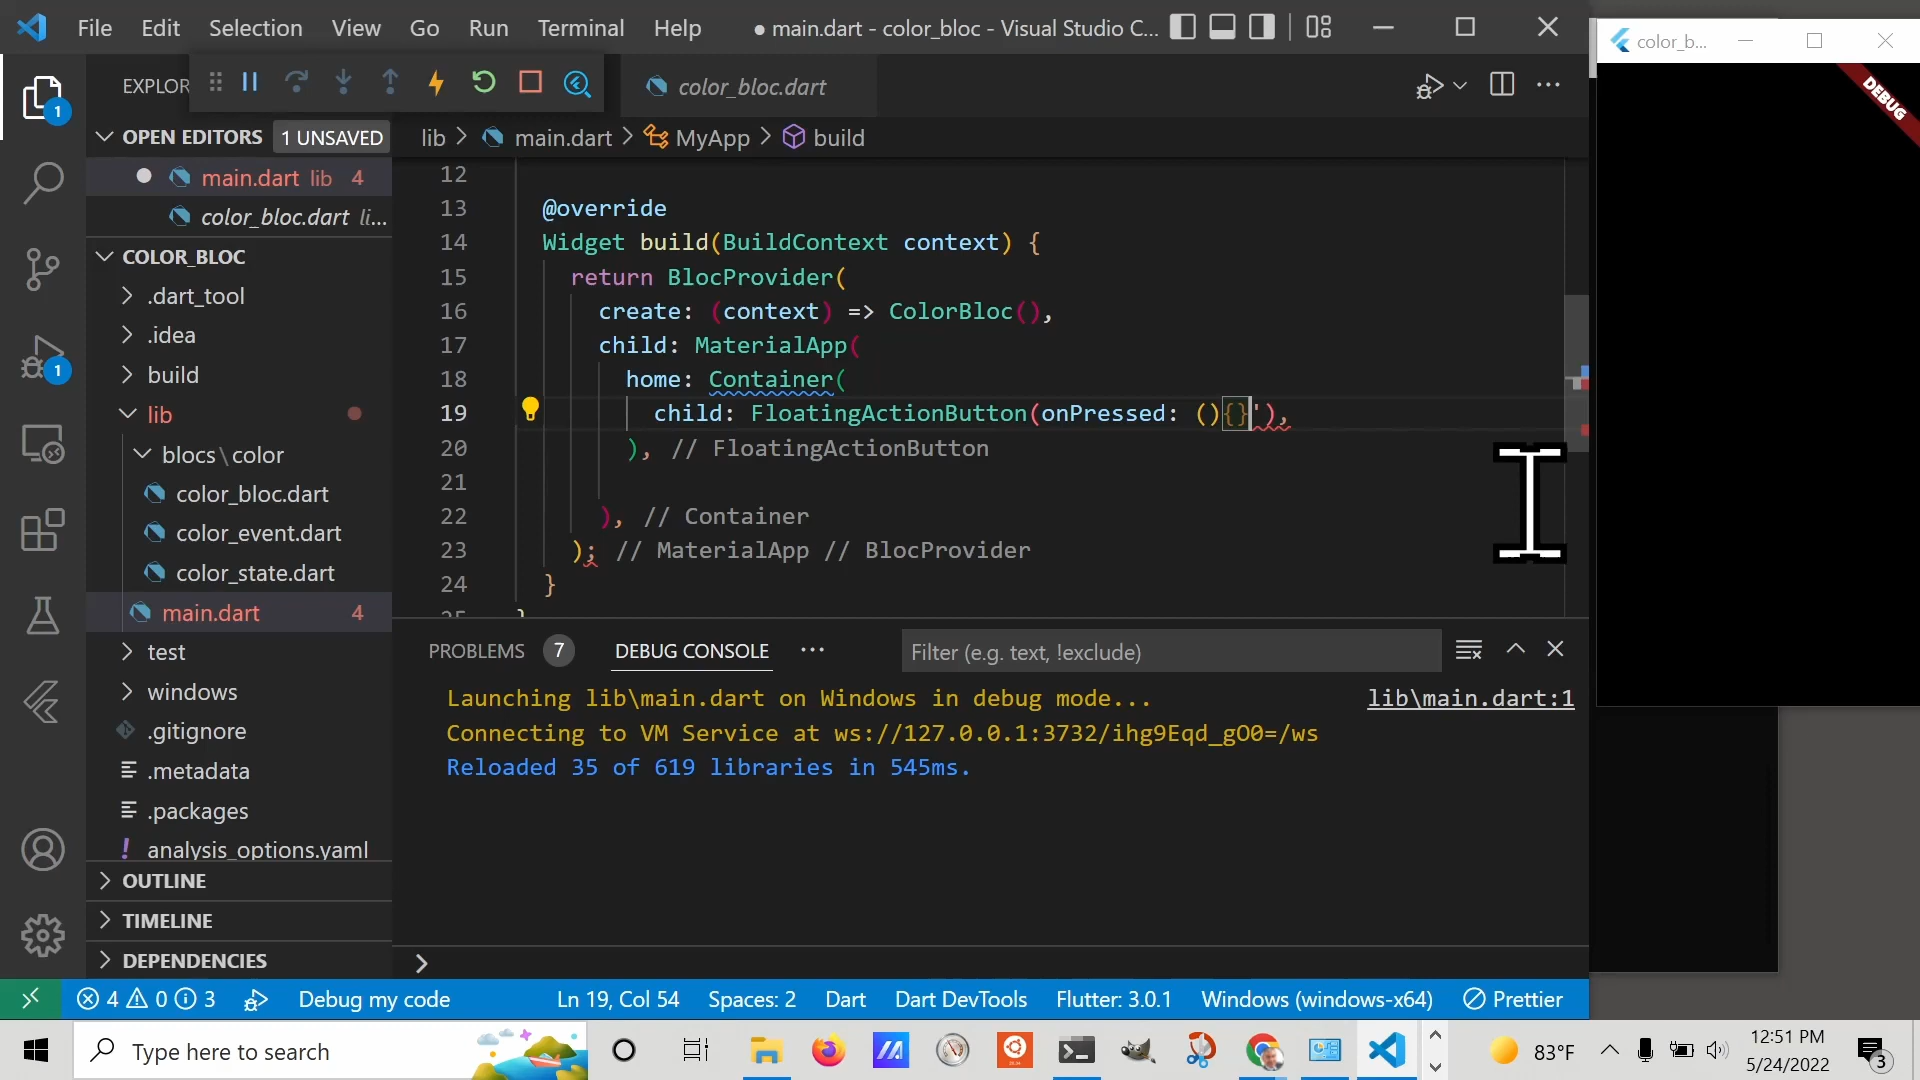 File Edit Selection View Go Run Terminal Help
● main.dart - color_bloc - Visual Studio C...
color_b...
DEBUG
EXPLOR
color_bloc.dart
OPEN EDITORS 1 UNSAVED
lib > main.dart > MyApp > build
main.dart lib 4
color_bloc.dart li...
COLOR_BLOC
.dart_tool
.idea
build
lib
blocs\color
color_bloc.dart
color_event.dart
color_state.dart
main.dart 4
test
windows
.gitignore
.metadata
.packages
! analysis_options.yaml
OUTLINE
TIMELINE
DEPENDENCIES
1
1
12
13 @override
14 Widget build(BuildContext context) {
15 return BlocProvider(
16 create: (context) => ColorBloc(),
17 child: MaterialApp(
18 home: Container(
19 child: FloatingActionButton(onPressed: (){}'),
20 ), // FloatingActionButton
21
22 ), // Container
23 ); // MaterialApp // BlocProvider
24 }
PROBLEMS 7 DEBUG CONSOLE ... Filter (e.g. text, !exclude)
Launching lib\main.dart on Windows in debug mode... lib\main.dart:1
Connecting to VM Service at ws://127.0.0.1:3732/ihg9Eqd_gO0=/ws
Reloaded 35 of 619 libraries in 545ms.
>
4 0 3 Debug my code Ln 19, Col 54 Spaces: 2 Dart Dart DevTools Flutter: 3.0.1 Windows (windows-x64) Prettier
Type here to search
83°F
12:51 PM
5/24/2022
3